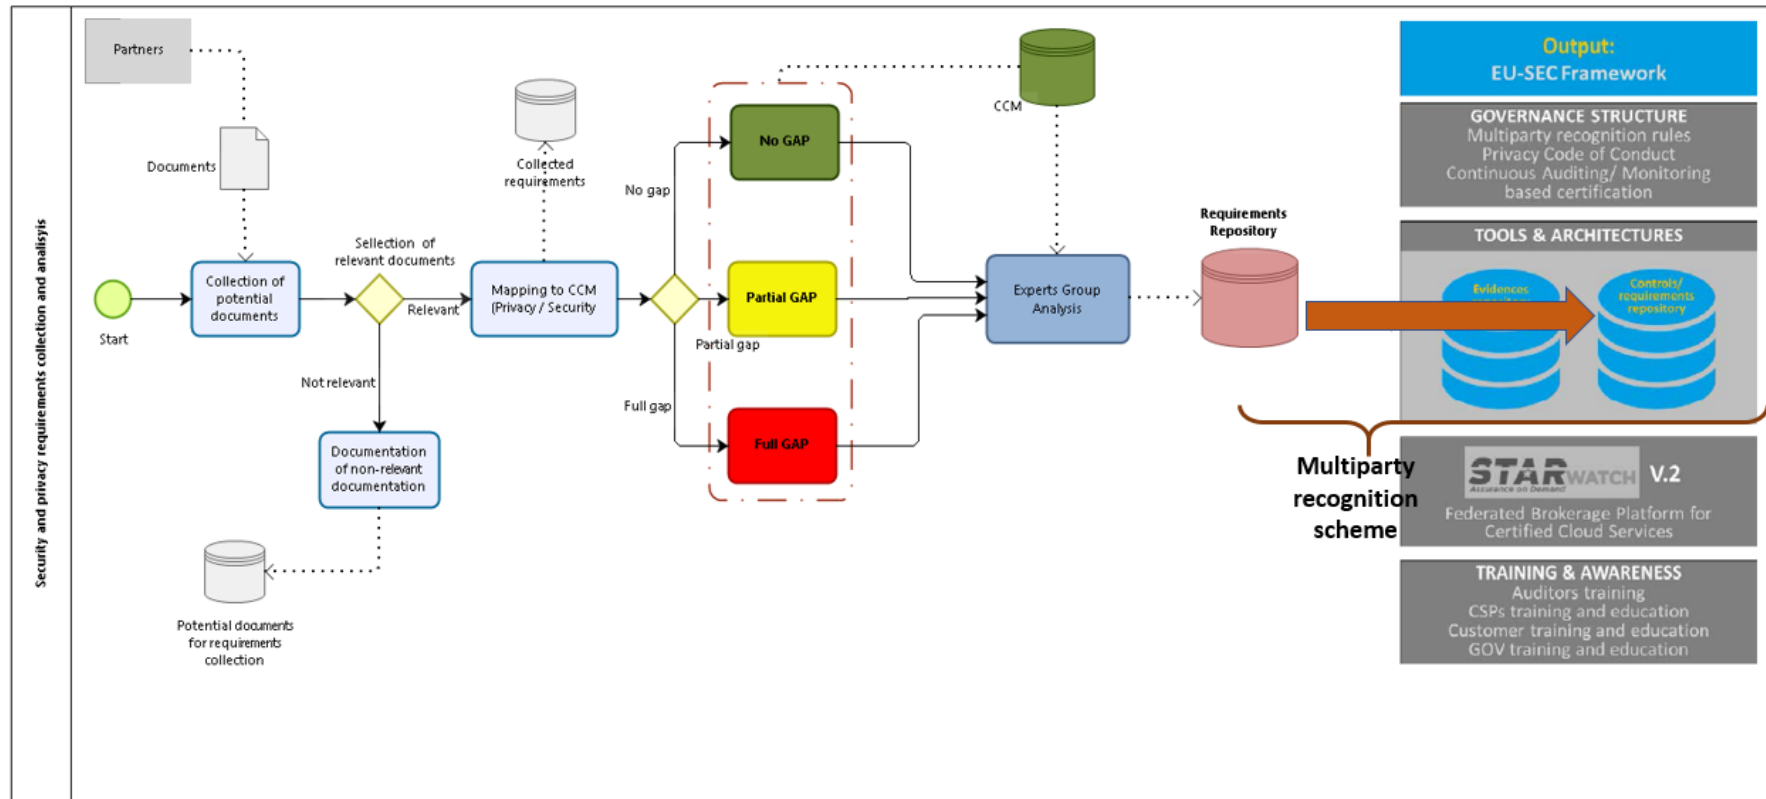 Security and privacy requirements collection and analisyis
Partners
Documents
Start
Collection of
potential
documents
Sellection of
relevant documents
Relevant
Not relevant
Documentation
of non-relevant
documentation
Potential documents
for requirements
collection
Mapping to CCM
(Privacy / Security
Collected
requirements
No gap
Partial gap
Full gap
No GAP
Partial GAP
Full GAP
CCM
Experts Group
Analysis
Requirements
Repository
Output:
EU-SEC Framework
GOVERNANCE STRUCTURE
Multiparty recognition rules
Privacy Code of Conduct
Continuous Auditing/ Monitoring
based certification
TOOLS & ARCHITECTURES
Evidences
Controls/
requirements
repository
Multiparty
recognition
scheme
STARWATCH V.2
Assurance on Demand
Federated Brokerage Platform for
Certified Cloud Services
TRAINING & AWARENESS
Auditors training
CSPs training and education
Customer training and education
GOV training and education